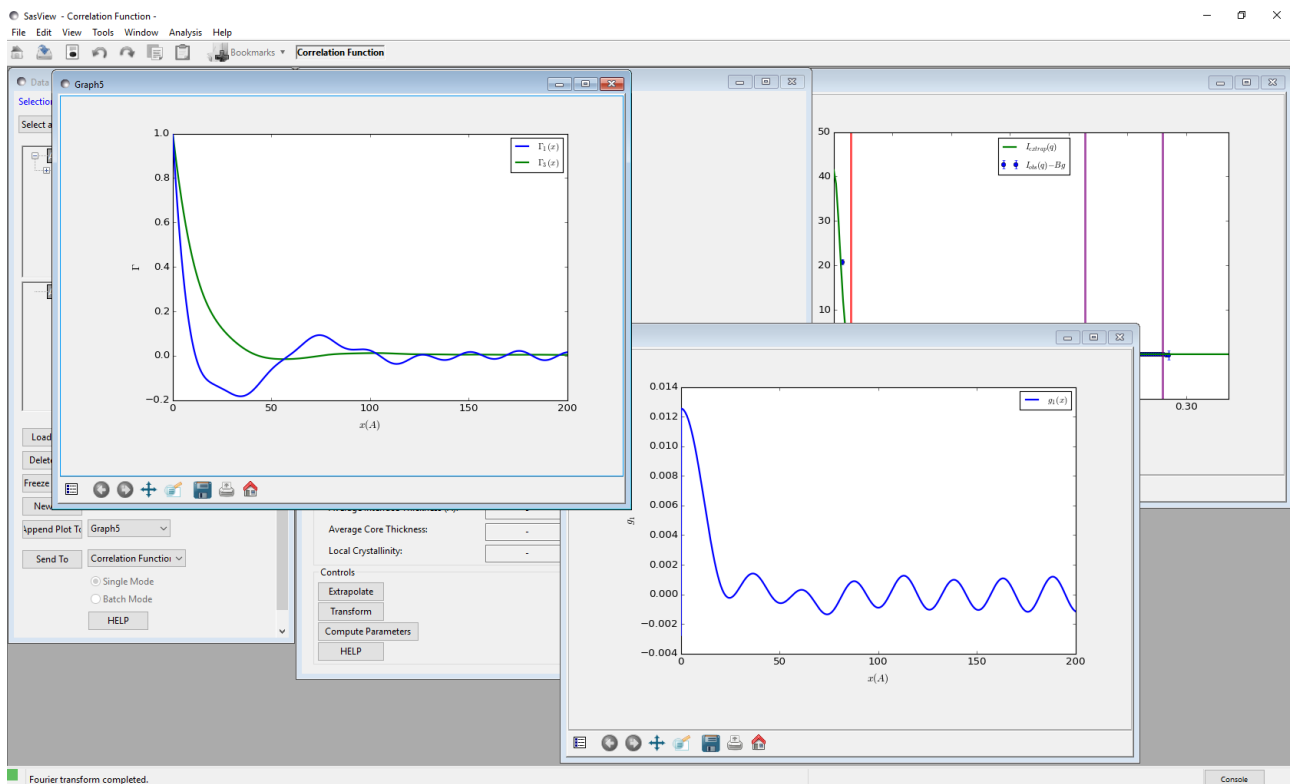 SasView - Correlation Function -
File Edit View Tools Window Analysis Help
Bookmarks Correlation Function
Data
Graph5
Selection
Select a
1.0
0.8
0.6
0.4
0.2
0.0
−0.2
Γ
0 50 100 150 200
x(A)
Γ₁(x)
Γ₃(x)
50
40
30
20
10
I_extrap(q)
I_obs(q)−Bg
0.30
Load
Delete
Freeze
New
Append Plot To
Graph5
Send To
Correlation Function
Single Mode
Batch Mode
HELP
Average Core Thickness: -
Local Crystallinity: -
Controls
Extrapolate
Transform
Compute Parameters
HELP
0.014
0.012
0.010
0.008
0.006
0.004
0.002
0.000
−0.002
−0.004
g₁
0 50 100 150 200
x(A)
g₁(x)
Fourier transform completed.
Console